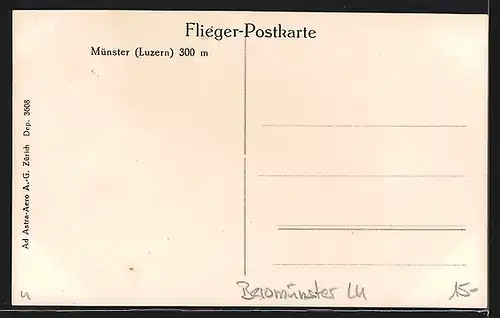 Flieger-Postkarte
Münster (Luzern) 300 m
Ad Astra-Aero A.-G. Zürich Dep. 3608
Beromünster LU
15-